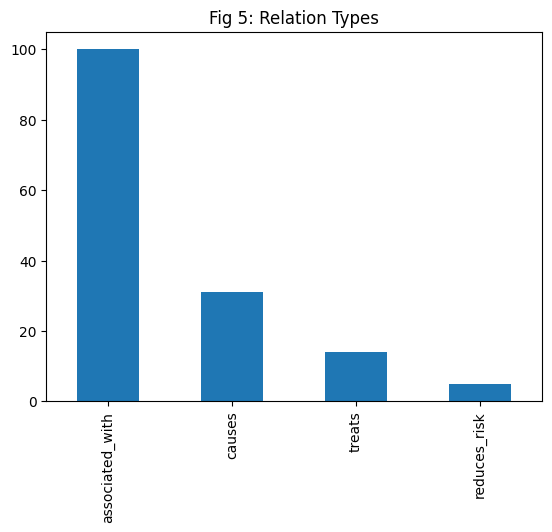 Fig 5: Relation Types
100
80
60
40
20
0
associated_with
causes
treats
reduces_risk